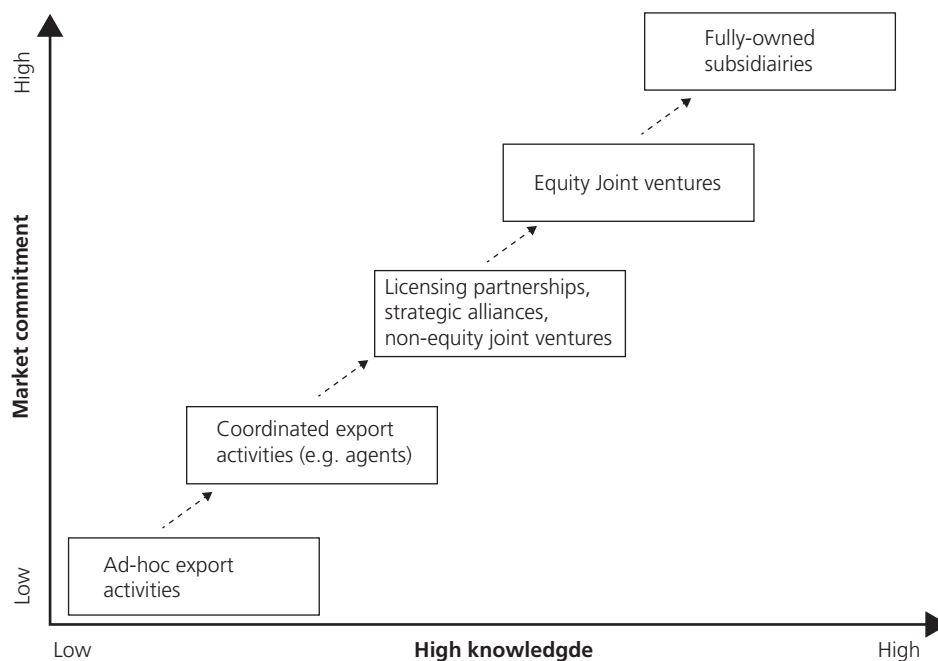 High
Fully-owned
subsidiairies
Equity Joint ventures
Market commitment
Licensing partnerships,
strategic alliances,
non-equity joint ventures
Coordinated export
activities (e.g. agents)
Ad-hoc export
activities
Low
Low
High knowledgde
High